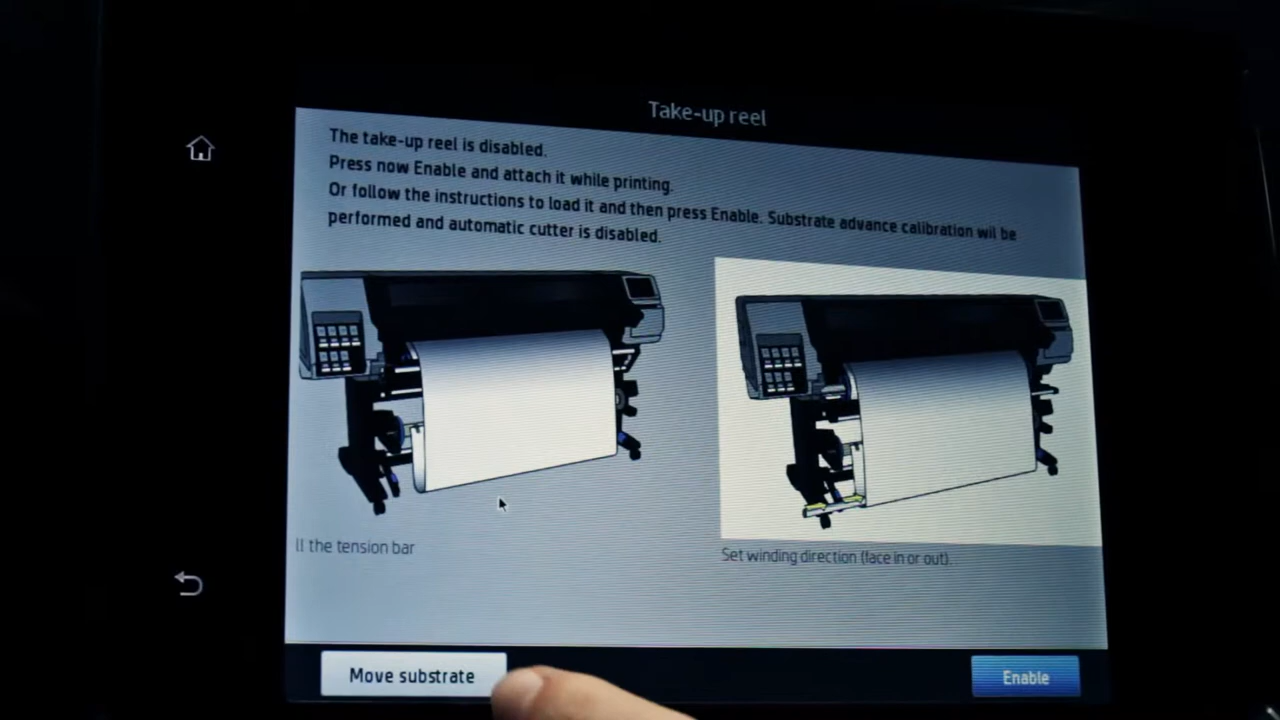 Take-up reel
The take-up reel is disabled.
Press now Enable and attach it while printing.
Or follow the instructions to load it and then press Enable. Substrate advance calibration wil be
performed and automatic cutter is disabled.
ll the tension bar
Set winding direction (face in or out).
Move substrate
Enable